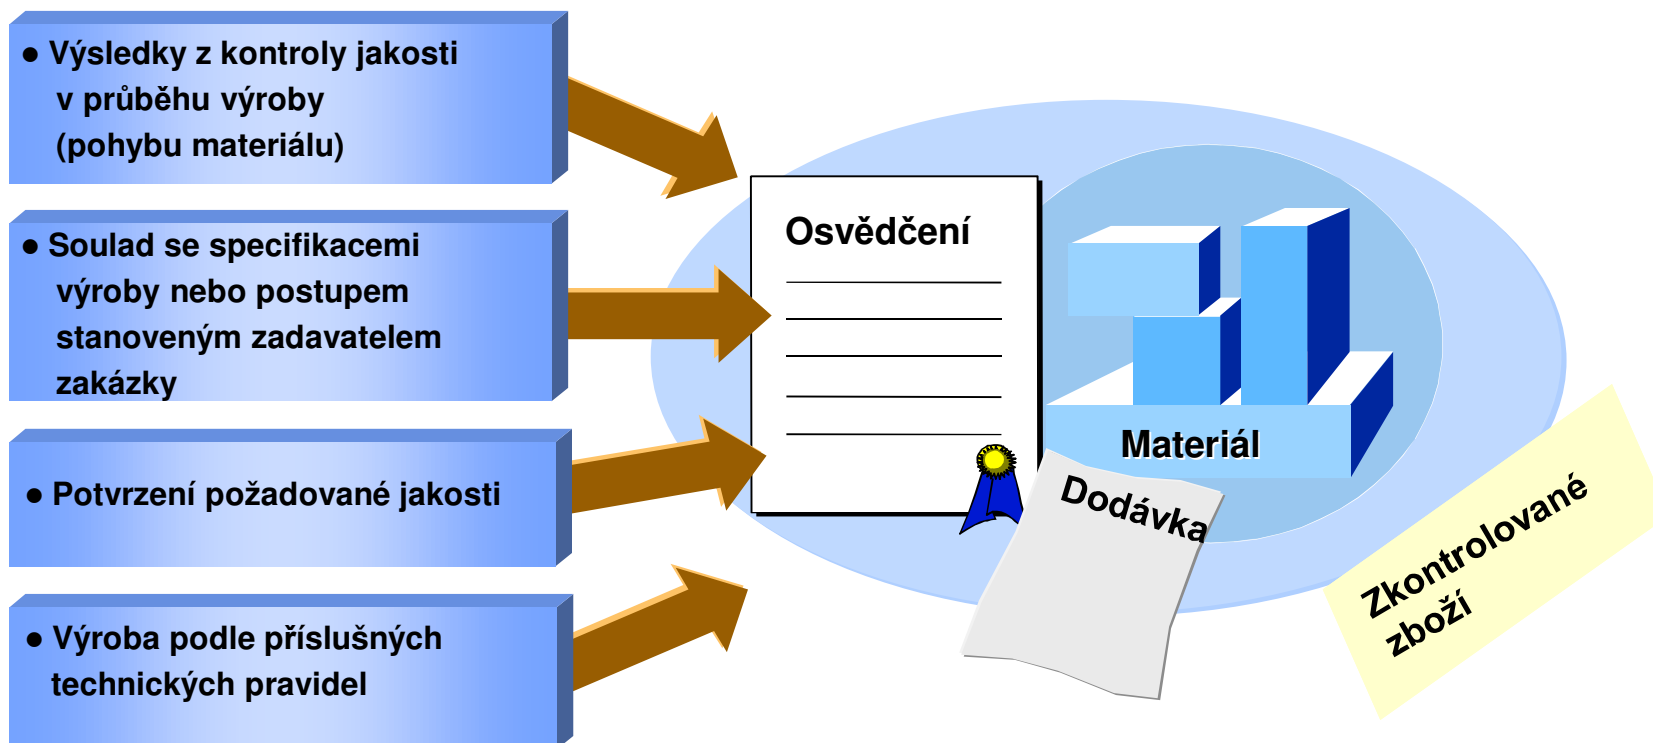 ● Výsledky z kontroly jakosti
v průběhu výroby
(pohybu materiálu)
● Soulad se specifikacemi
výroby nebo postupem
stanoveným zadavatelem
zakázky
● Potvrzení požadované jakosti
● Výroba podle příslušných
technických pravidel
Osvědčení
Materiál
Dodávka
Zkontrolované
zboží